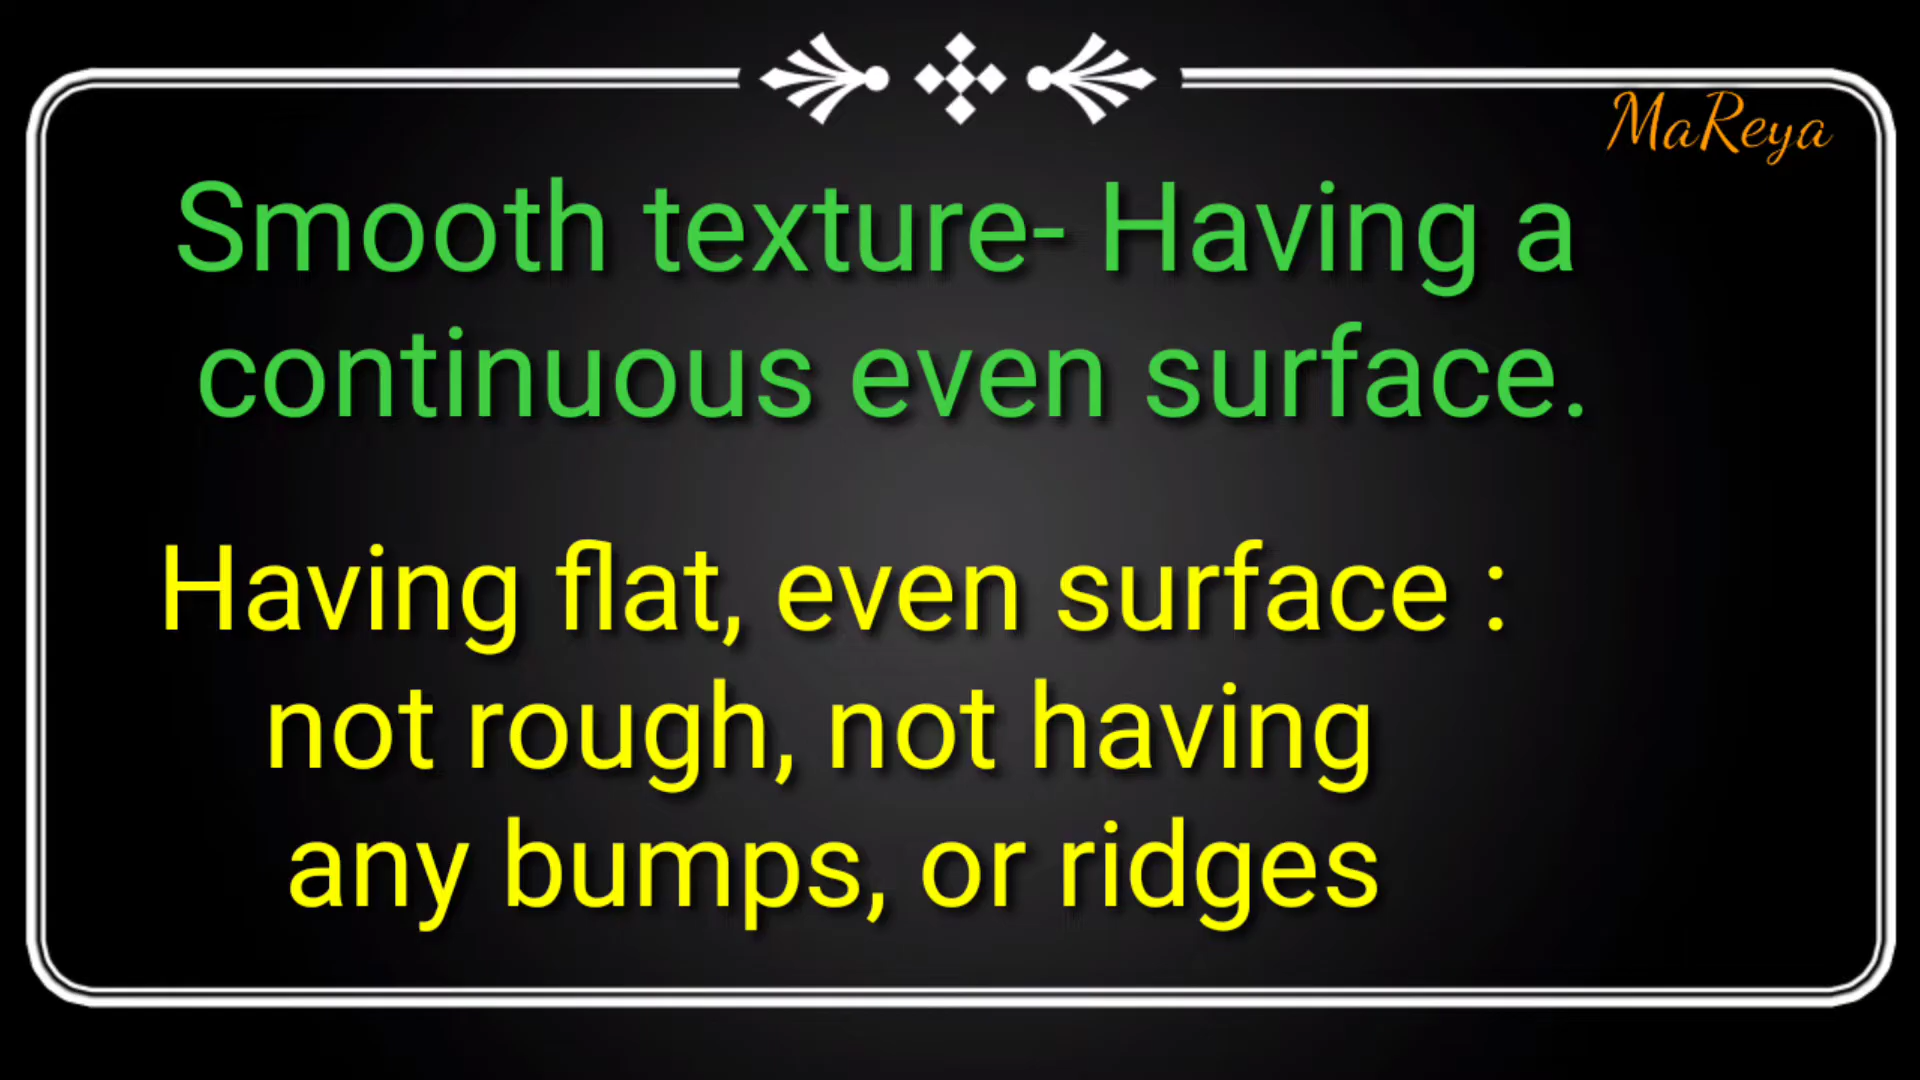 MaReya
Smooth texture- Having a
continuous even surface.
Having flat, even surface :
not rough, not having
any bumps, or ridges